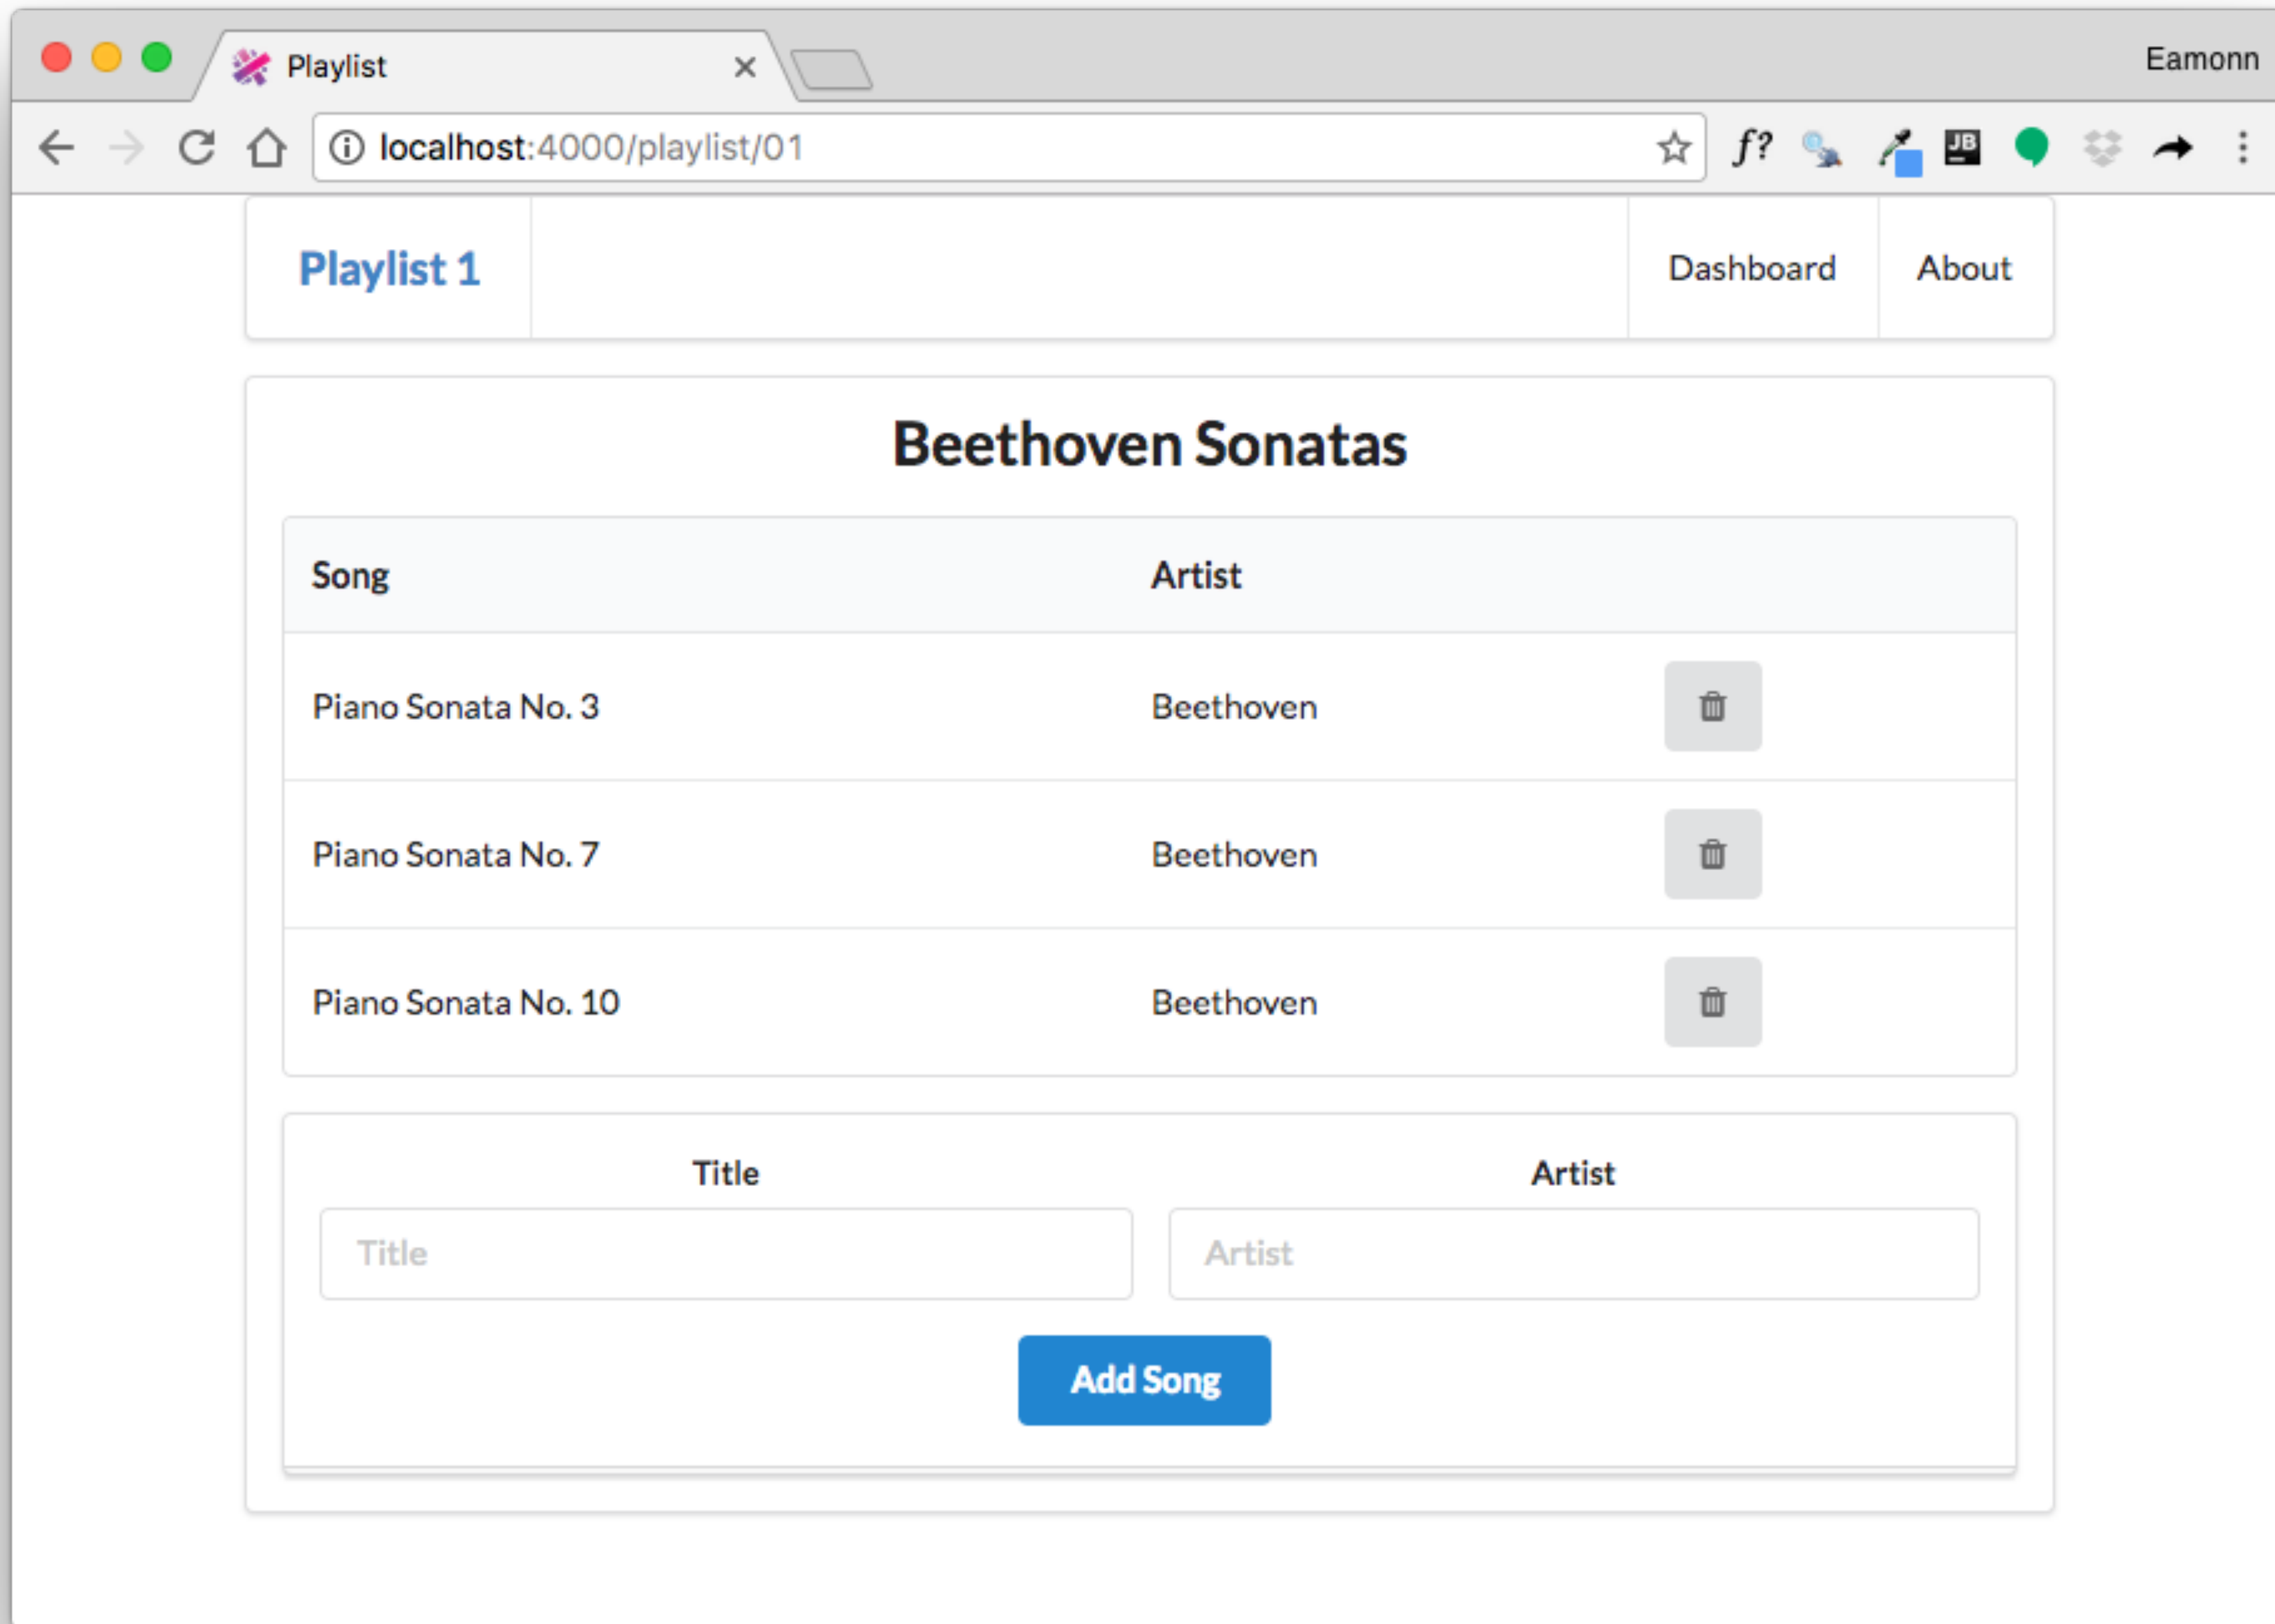 Playlist
Eamonn
localhost:4000/playlist/01
f?
JB
Playlist 1
Dashboard
About
Beethoven Sonatas
Song Artist
Piano Sonata No. 3 Beethoven
Piano Sonata No. 7 Beethoven
Piano Sonata No. 10 Beethoven
Title Artist
Title Artist
Add Song